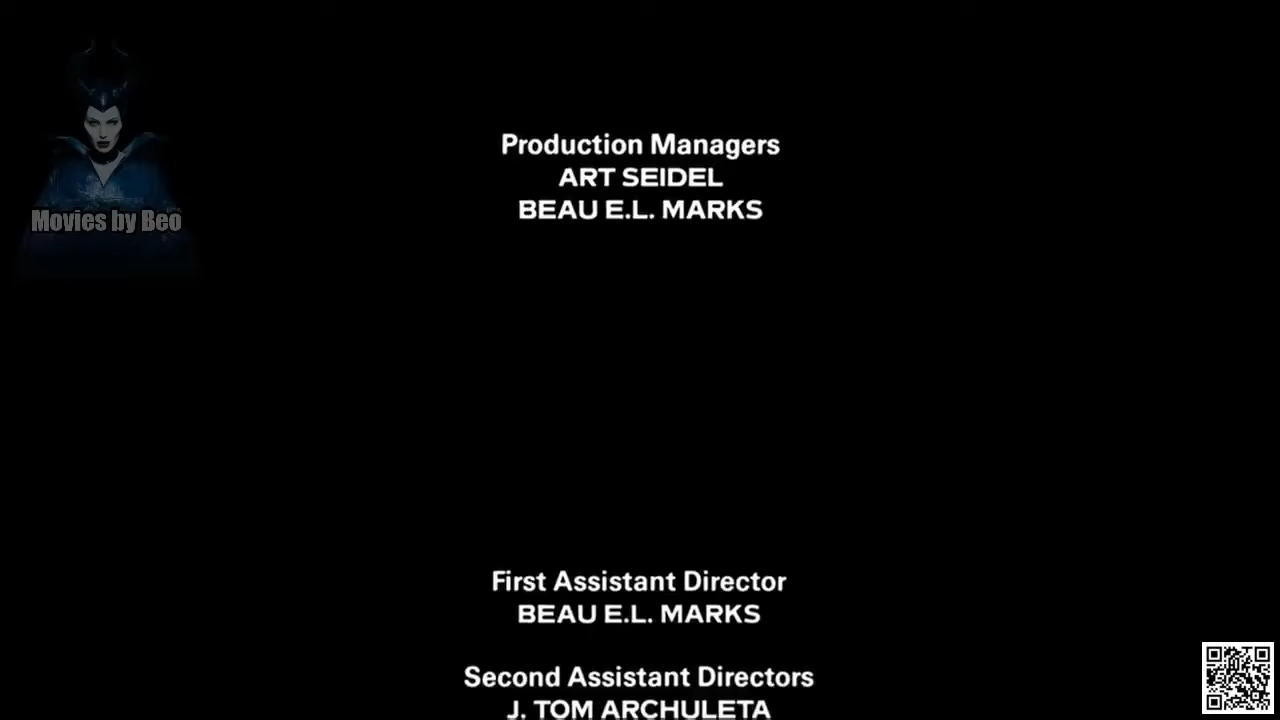 Production Managers
ART SEIDEL
BEAU E.L. MARKS
Movies by Beo
First Assistant Director
BEAU E.L. MARKS
Second Assistant Directors
J. TOM ARCHULETA